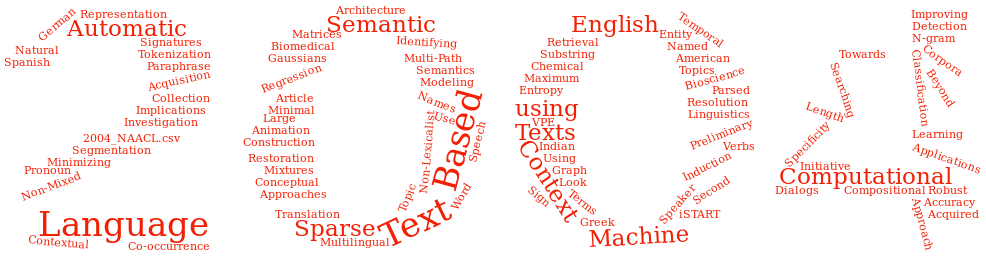 Representation
German
Automatic
Signatures
Natural
Tokenization
Spanish
Paraphrase
Acquisition
Collection
Implications
Investigation
2004_NAACL.csv
Segmentation
Minimizing
Pronoun
Non-Mixed
Language
Contextual
Co-occurrence
Architecture
Semantic
Matrices
Identifying
Biomedical
Gaussians
Multi-Path
Semantics
Regression
Modeling
Article
Names
Minimal
Large
Use
Animation
Construction
Speech
Based
Non-Lexicalist
Restoration
Mixtures
Conceptual
Approaches
Topic
Word
Translation
Text
Sparse
Multilingual
English
Temporal
Entity
Retrieval
Named
Substring
American
Chemical
Topics
Maximum
Bioscience
Entropy
Parsed
using
Resolution
Linguistics
VPE
Texts
Preliminary
Indian
Verbs
Using
Context
Graph
Induction
Look
Sign
Second
Terms
Speaker
iSTART
Greek
Machine
Improving
Detection
N-gram
Towards
Corpora
Classification
Beyond
Searching
Length
Specificity
Learning
Applications
Initiative
Computational
Dialogs
Compositional
Robust
Accuracy
Approach
Acquired